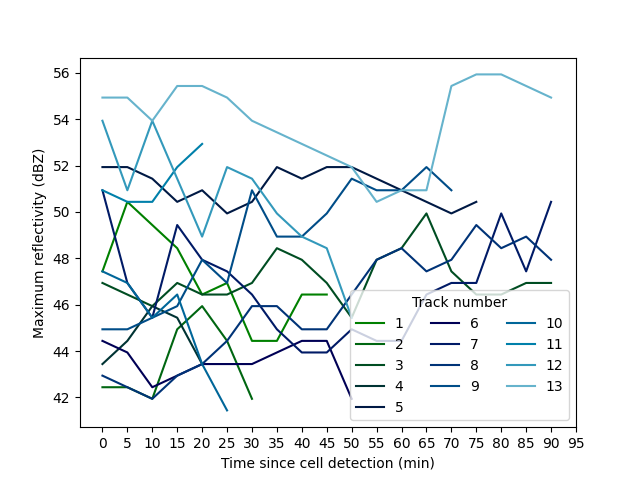 56
54
52
50
48
46
44
42
Maximum reflectivity (dBZ)
Track number
1 6 10
2 7 11
3 8 12
4 9 13
5
0 5 10 15 20 25 30 35 40 45 50 55 60 65 70 75 80 85 90 95
Time since cell detection (min)